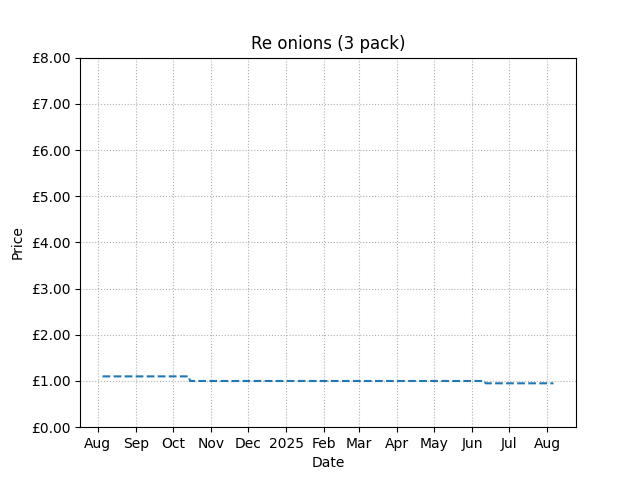 Re onions (3 pack)
£8.00
£7.00
£6.00
£5.00
£4.00
£3.00
£2.00
£1.00
£0.00
Price
Aug Sep Oct Nov Dec 2025 Feb Mar Apr May Jun Jul Aug
Date